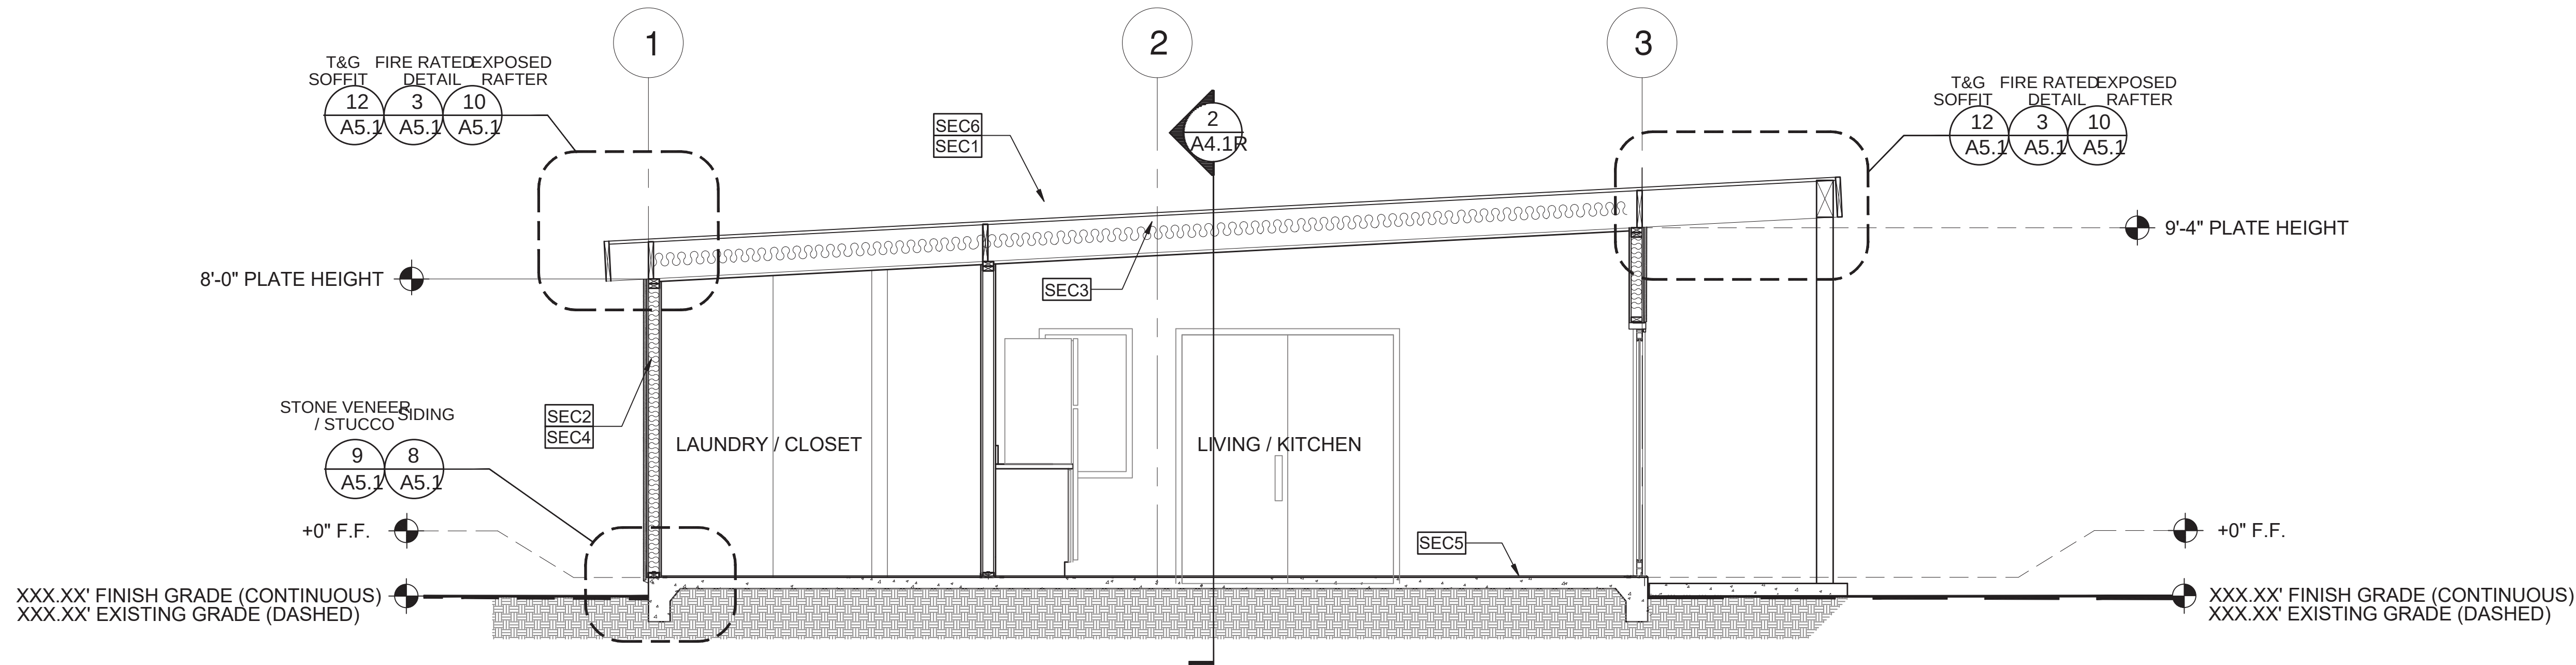 1
2
3
T&G SOFFIT
FIRE RATED DETAIL
EXPOSED RAFTER
12
A5.1
3
A5.1
10
A5.1
SEC6
SEC1
2
A4.1R
T&G SOFFIT
FIRE RATED DETAIL
EXPOSED RAFTER
12
A5.1
3
A5.1
10
A5.1
8'-0" PLATE HEIGHT
9'-4" PLATE HEIGHT
SEC3
STONE VENEER
/ STUCCO
SIDING
9
A5.1
8
A5.1
SEC2
SEC4
LAUNDRY / CLOSET
LIVING / KITCHEN
SEC5
+0" F.F.
+0" F.F.
XXX.XX' FINISH GRADE (CONTINUOUS)
XXX.XX' EXISTING GRADE (DASHED)
XXX.XX' FINISH GRADE (CONTINUOUS)
XXX.XX' EXISTING GRADE (DASHED)